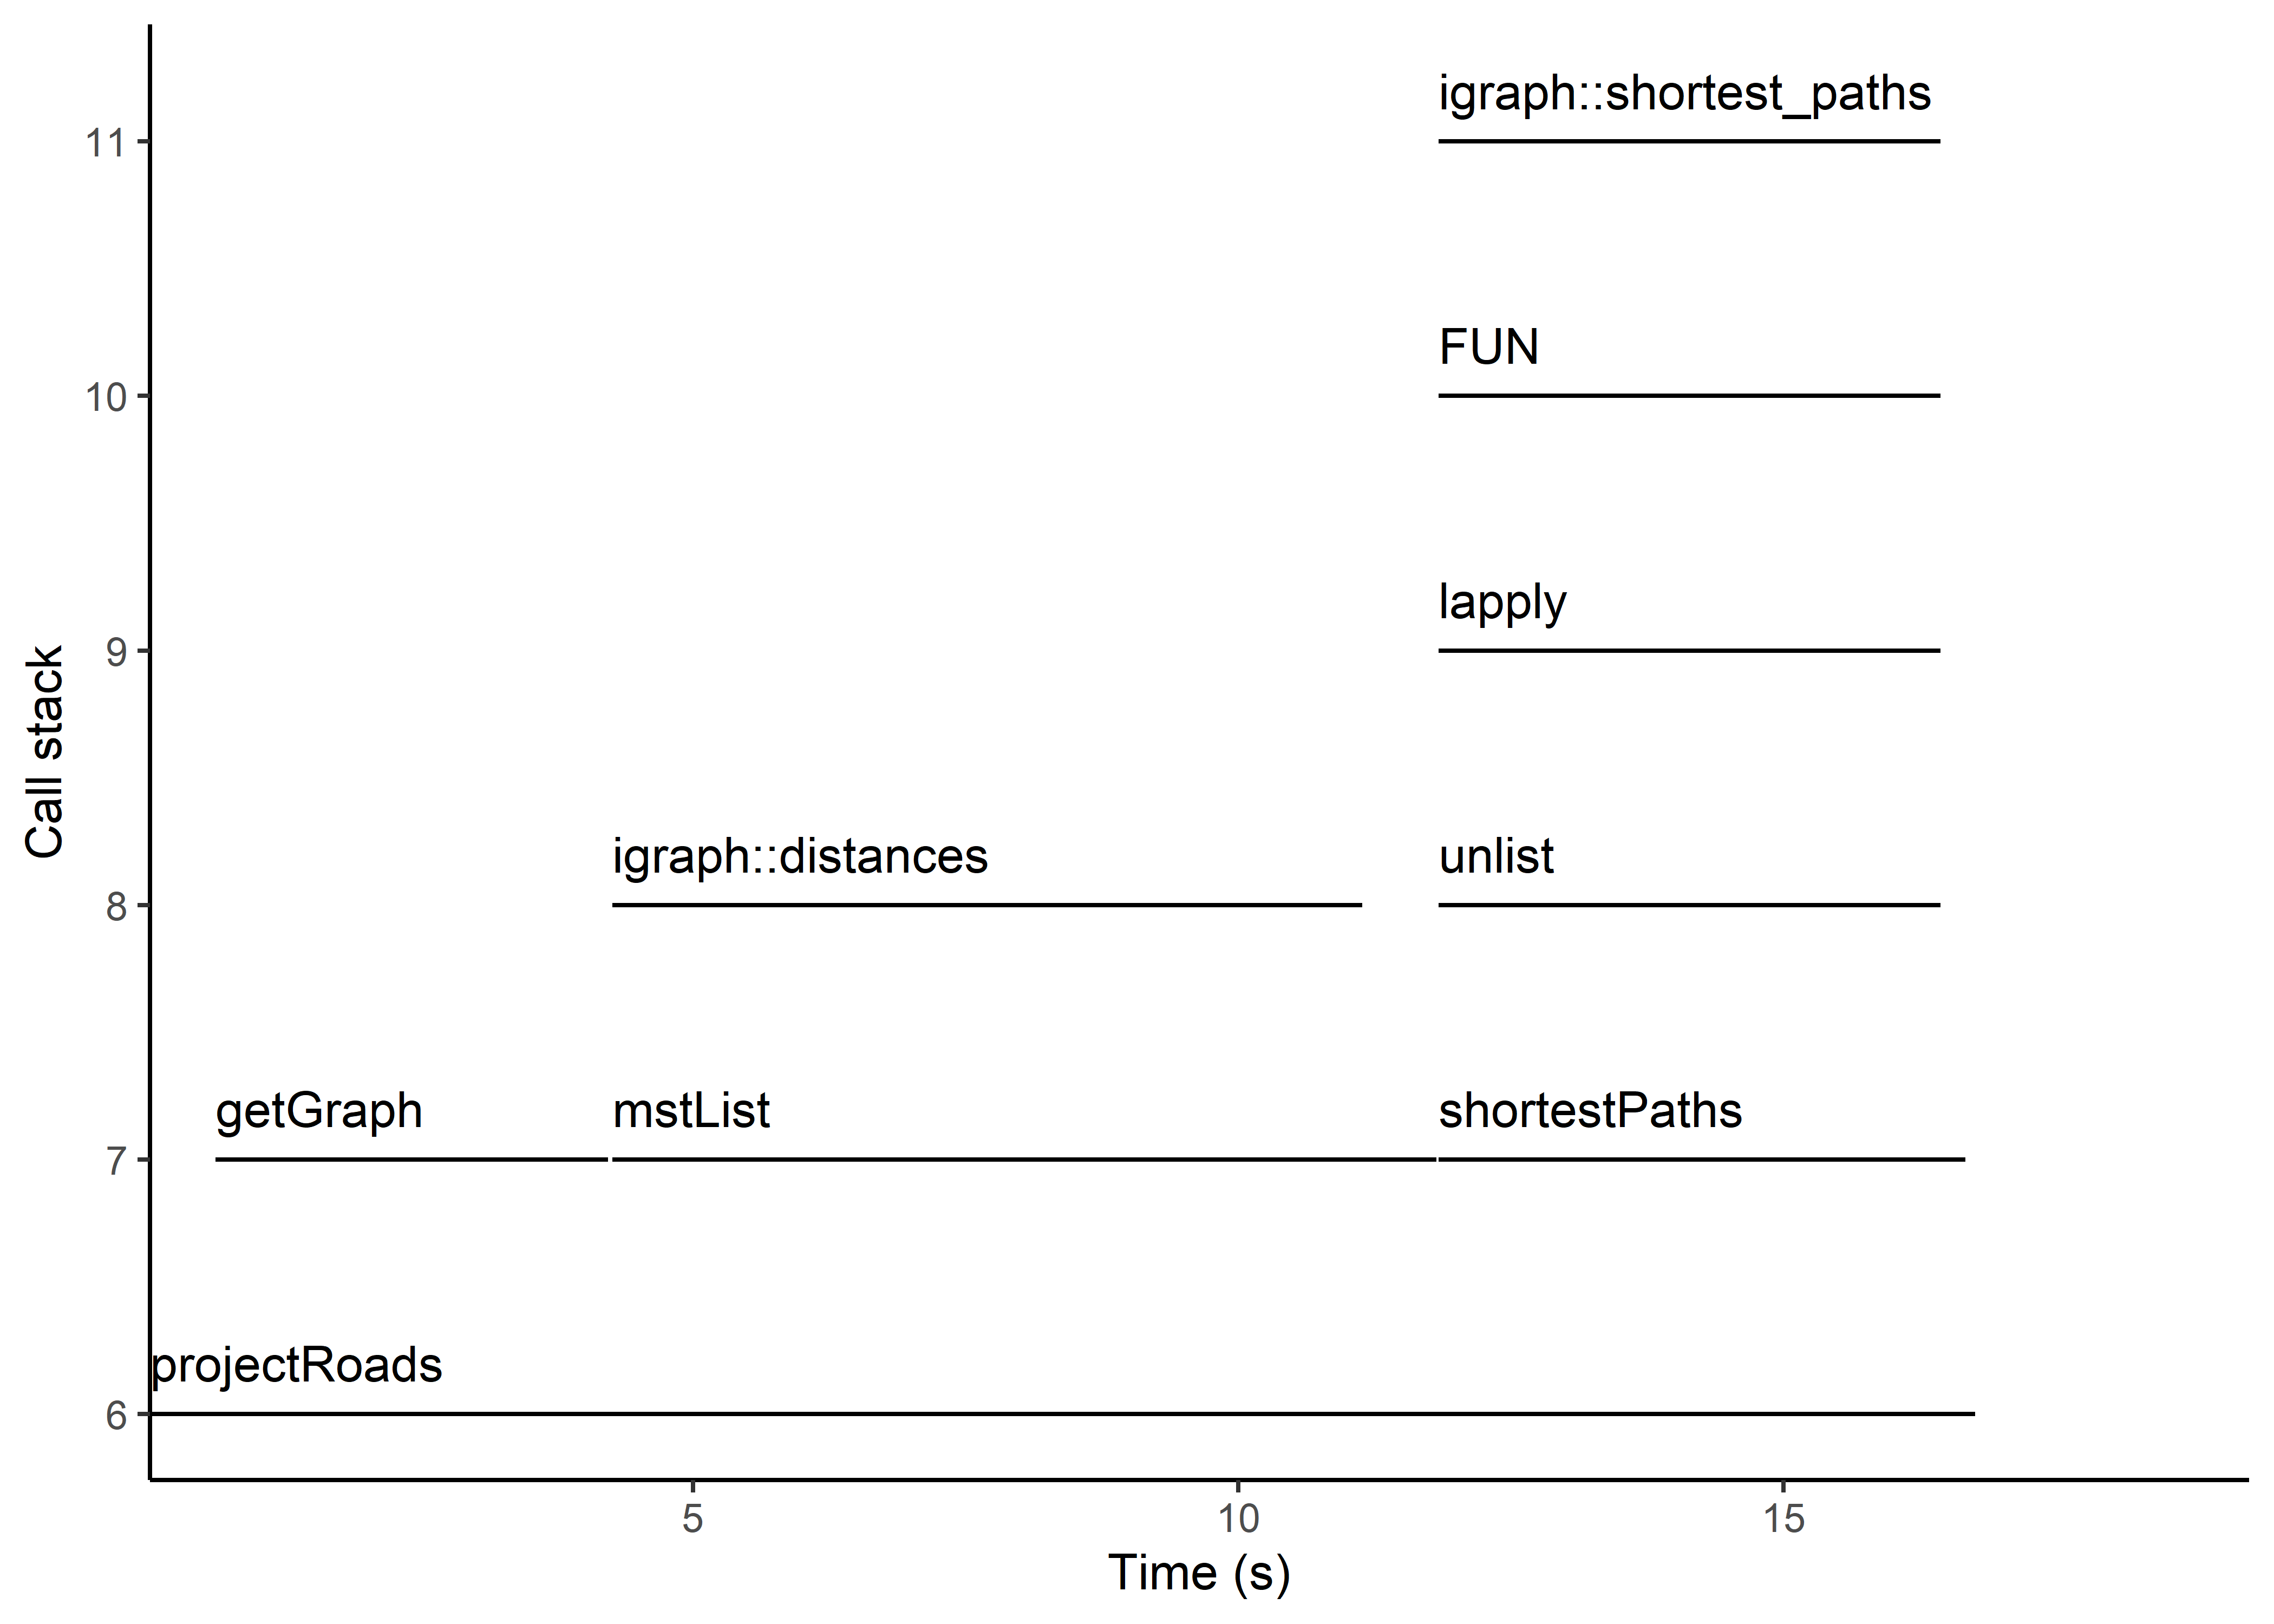 igraph::shortest_paths
11
FUN
10
lapply
9
Call stack
igraph::distances
unlist
8
getGraph
mstList
shortestPaths
7
projectRoads
6
5
10
15
Time (s)